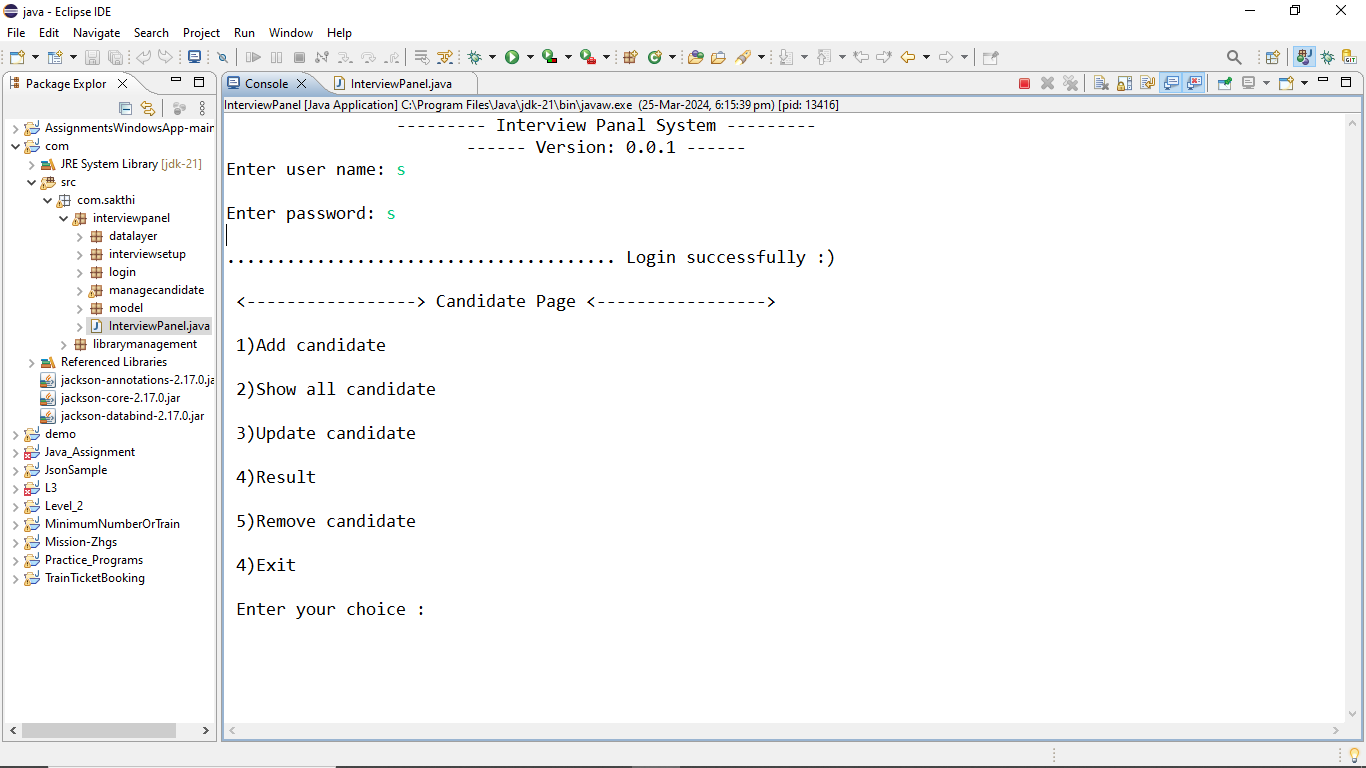 java - Eclipse IDE
File Edit Navigate Search Project Run Window Help
Package Explor
Console
InterviewPanel.java
InterviewPanel [Java Application] C:\Program Files\Java\jdk-21\bin\javaw.exe (25-Mar-2024, 6:15:39 pm) [pid: 13416]
AssignmentsWindowsApp-main
com
JRE System Library [jdk-21]
src
com.sakthi
interviewpanel
datalayer
interviewsetup
login
managecandidate
model
InterviewPanel.java
librarymanagement
Referenced Libraries
jackson-annotations-2.17.0.ja
jackson-core-2.17.0.jar
jackson-databind-2.17.0.jar
demo
Java_Assignment
JsonSample
L3
Level_2
MinimumNumberOrTrain
Mission-Zhgs
Practice_Programs
TrainTicketBooking
--------- Interview Panal System ---------
------ Version: 0.0.1 ------
Enter user name: s
Enter password: s
....................................... Login successfully :)
<-----------------> Candidate Page <----------------->
1)Add candidate
2)Show all candidate
3)Update candidate
4)Result
5)Remove candidate
4)Exit
Enter your choice :